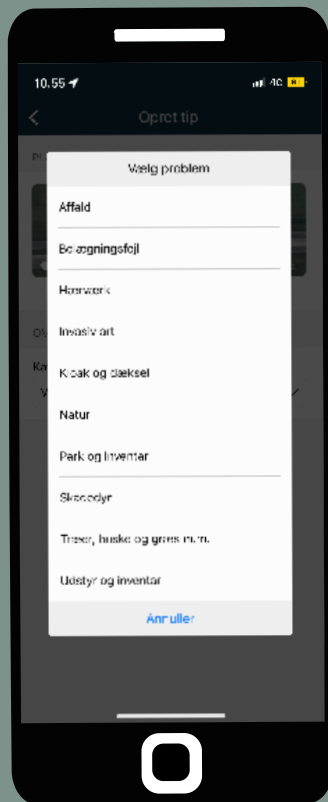 10.55
4G
Opret tip
Vælg problem
Affald
Belægningsfejl
Hærværk
Invasiv art
Kloak og dæksel
Natur
Park og Inventar
Skadedyr
Træer, buske og græs m.m.
Udstyr og inventar
Annuller